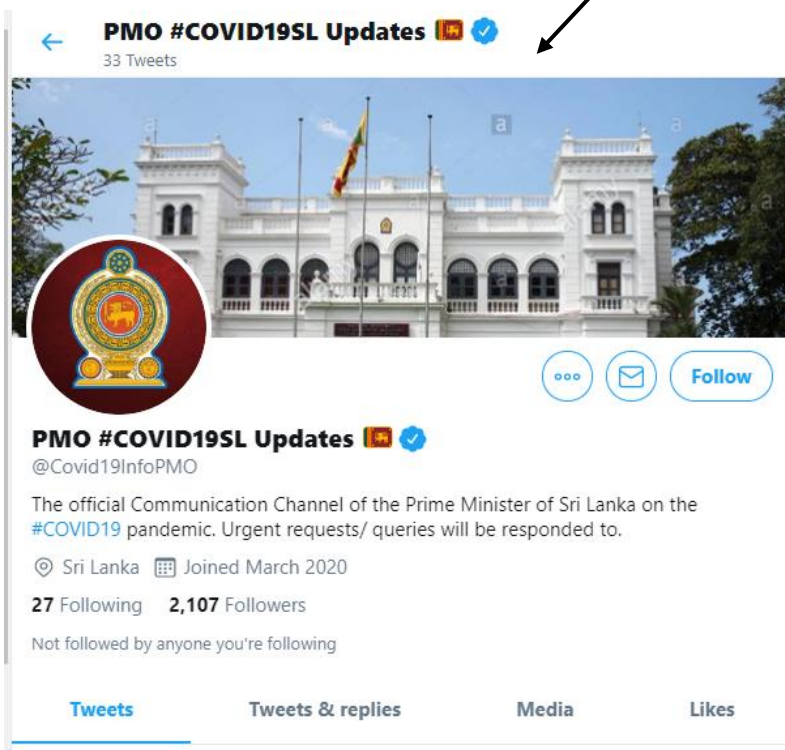 PMO #COVID19SL Updates 🇱🇰
33 Tweets
a
a
a
a
a
Follow
PMO #COVID19SL Updates 🇱🇰
@Covid19InfoPMO
The official Communication Channel of the Prime Minister of Sri Lanka on the
#COVID19 pandemic. Urgent requests/ queries will be responded to.
Sri Lanka Joined March 2020
27 Following 2,107 Followers
Not followed by anyone you're following
Tweets Tweets & replies Media Likes